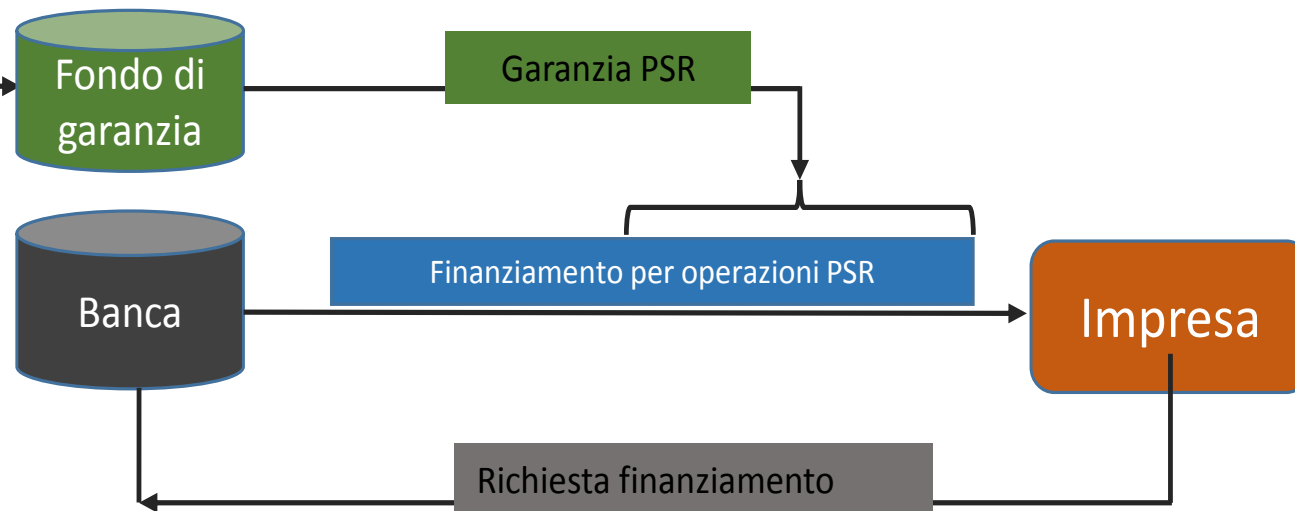 Fondo di
garanzia
Garanzia PSR
Finanziamento per operazioni PSR
Banca
Impresa
Richiesta finanziamento